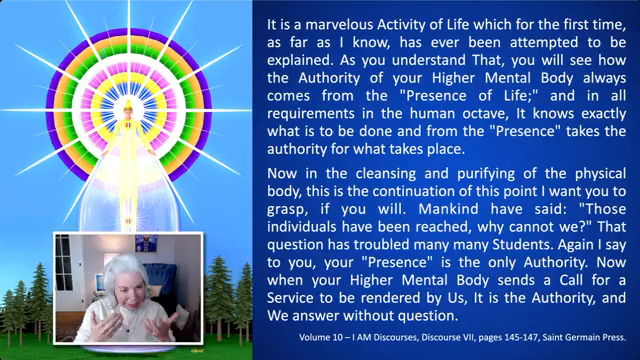 It is a marvelous Activity of Life which for the first time,
as far as I know, has ever been attempted to be
explained. As you understand That, you will see how
the Authority of your Higher Mental Body always
comes from the "Presence of Life;" and in all
requirements in the human octave, It knows exactly
what is to be done and from the "Presence" takes the
authority for what takes place.
Now in the cleansing and purifying of the physical
body, this is the continuation of this point I want you to
grasp, if you will. Mankind have said: "Those
individuals have been reached, why cannot we?" That
question has troubled many many Students. Again I say
to you, your "Presence" is the only Authority. Now
when your Higher Mental Body sends a Call for a
Service to be rendered by Us, It is the Authority, and
We answer without question.
Volume 10 – I AM Discourses, Discourse VII, pages 145-147, Saint Germain Press.